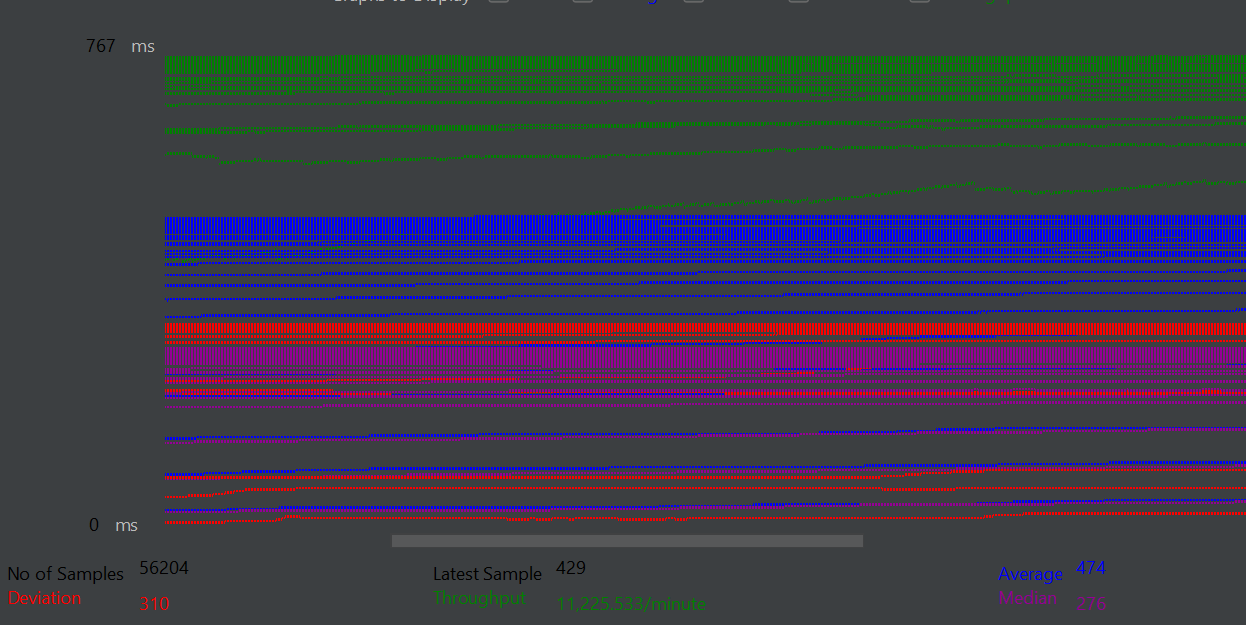 767 ms
0 ms
No of Samples 56204 Latest Sample 429 Average 474
Deviation 310 Throughput 11,225.533/minute Median